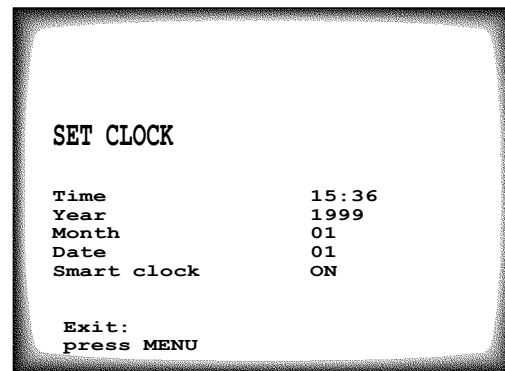 SET CLOCK
Time 15:36
Year 1999
Month 01
Date 01
Smart clock ON
Exit:
press MENU